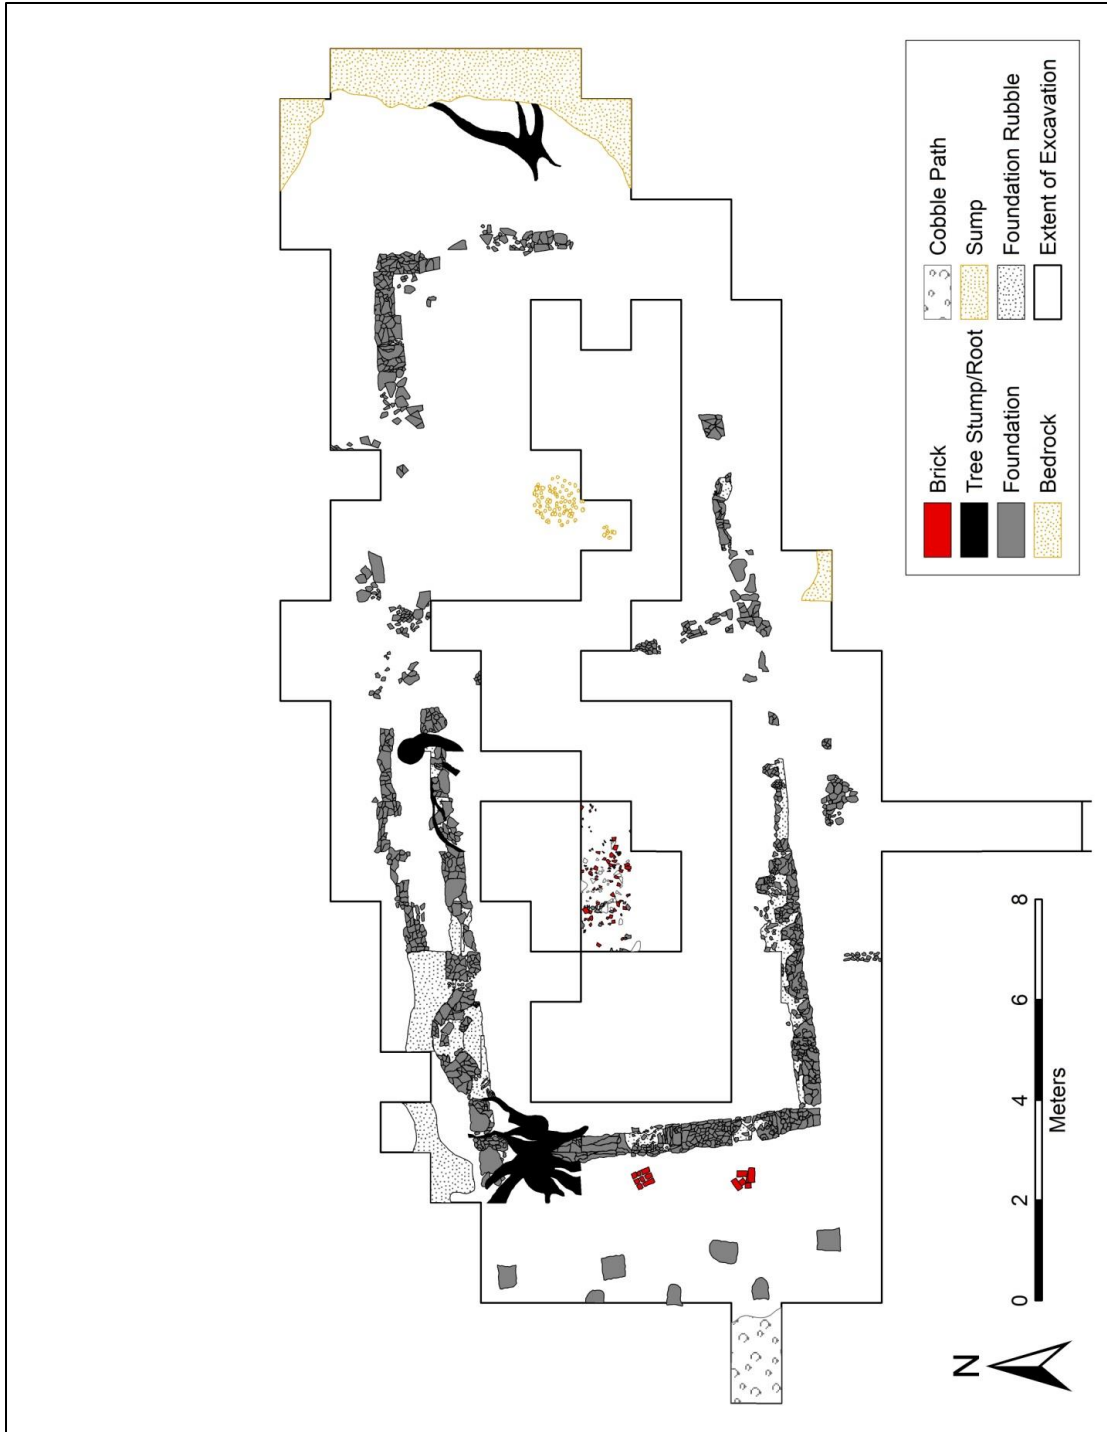 Brick
Tree Stump/Root
Foundation
Bedrock
Cobble Path
Sump
Foundation Rubble
Extent of Excavation
N
0 2 4 6 8
Meters